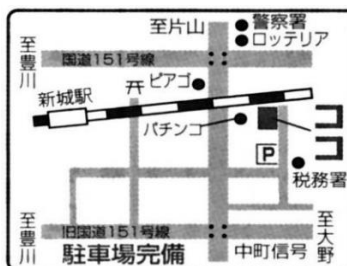 至片山
警察署
ロッテリア
至豊川
国道151号線
ピアゴ
新城駅
パチンコ
P
ココ
税務署
至豊川
旧国道151号線
至大野
駐車場完備
中町信号